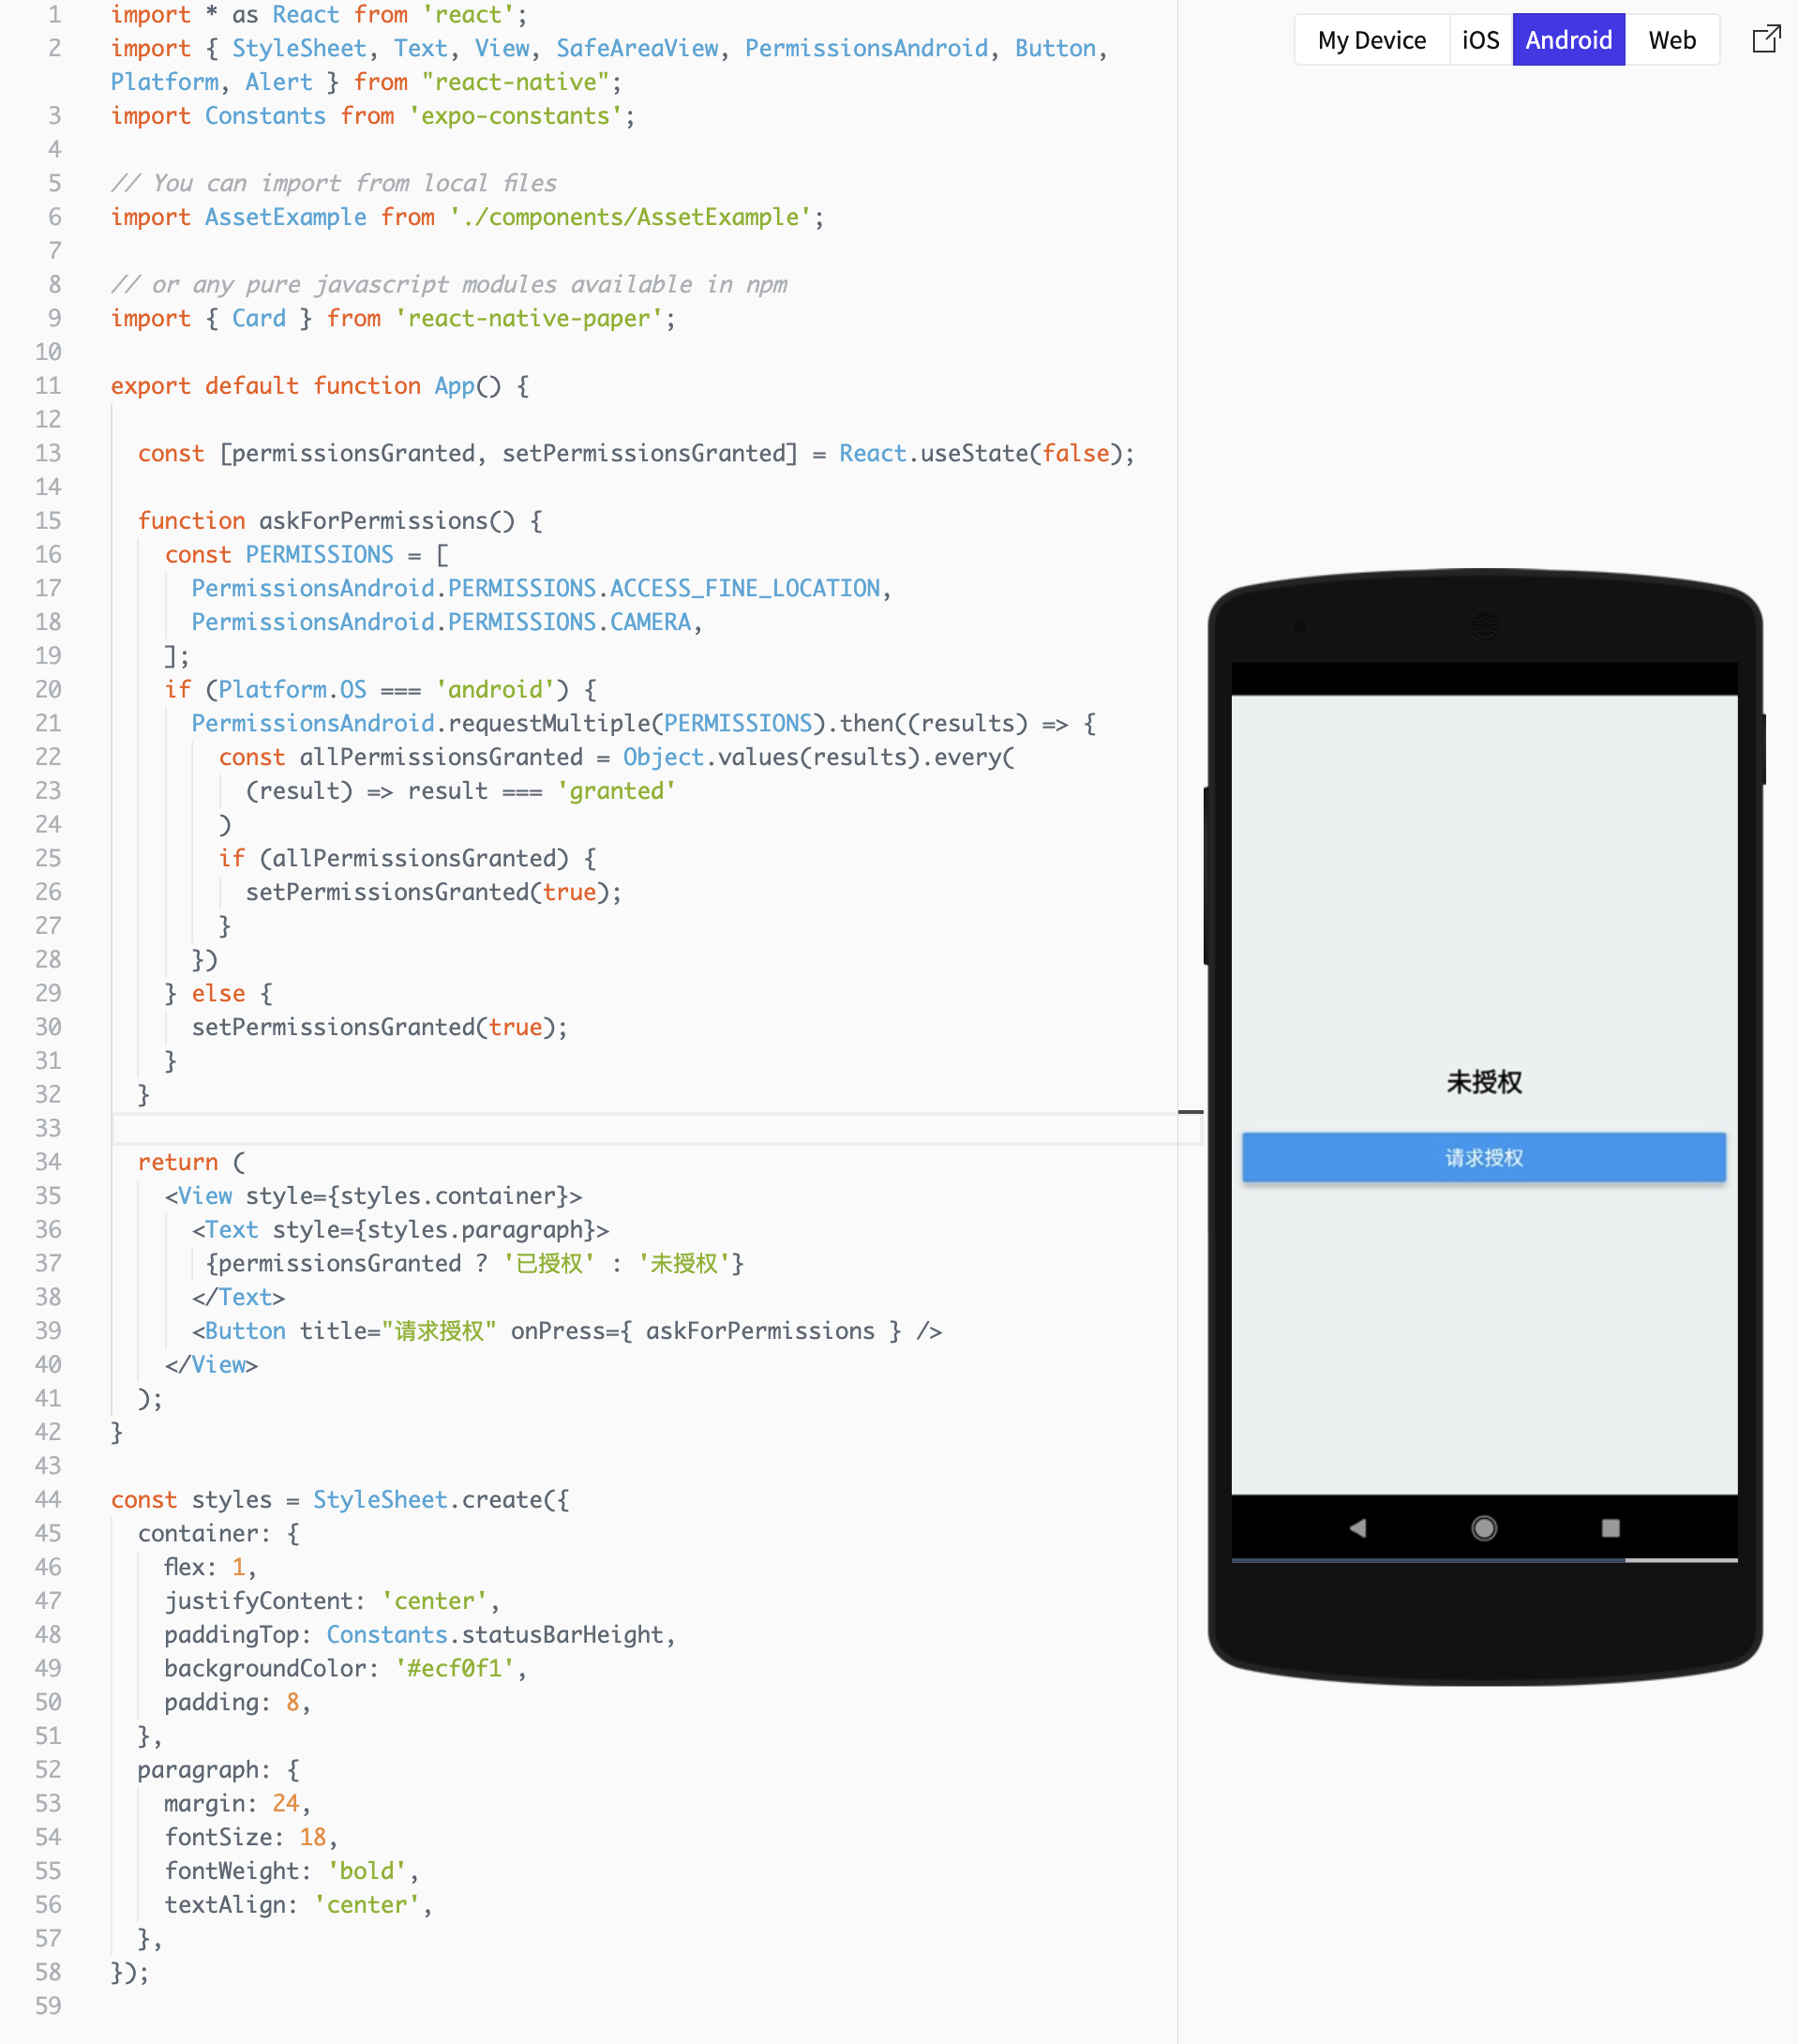 1 import * as React from 'react';
2 import { StyleSheet, Text, View, SafeAreaView, PermissionsAndroid, Button,
Platform, Alert } from "react-native";
3 import Constants from 'expo-constants';
4
5 // You can import from local files
6 import AssetExample from './components/AssetExample';
7
8 // or any pure javascript modules available in npm
9 import { Card } from 'react-native-paper';
10
11 export default function App() {
12
13   const [permissionsGranted, setPermissionsGranted] = React.useState(false);
14
15   function askForPermissions() {
16     const PERMISSIONS = [
17       PermissionsAndroid.PERMISSIONS.ACCESS_FINE_LOCATION,
18       PermissionsAndroid.PERMISSIONS.CAMERA,
19     ];
20     if (Platform.OS === 'android') {
21       PermissionsAndroid.requestMultiple(PERMISSIONS).then((results) => {
22         const allPermissionsGranted = Object.values(results).every(
23           (result) => result === 'granted'
24         )
25         if (allPermissionsGranted) {
26           setPermissionsGranted(true);
27         }
28       })
29     } else {
30       setPermissionsGranted(true);
31     }
32   }
33
34   return (
35     <View style={styles.container}>
36       <Text style={styles.paragraph}>
37        {permissionsGranted ? '已授权' : '未授权'}
38       </Text>
39       <Button title="请求授权" onPress={ askForPermissions } />
40     </View>
41   );
42 }
43
44 const styles = StyleSheet.create({
45   container: {
46     flex: 1,
47     justifyContent: 'center',
48     paddingTop: Constants.statusBarHeight,
49     backgroundColor: '#ecf0f1',
50     padding: 8,
51   },
52   paragraph: {
53     margin: 24,
54     fontSize: 18,
55     fontWeight: 'bold',
56     textAlign: 'center',
57   },
58 });
59
My Device iOS Android Web
未授权
请求授权